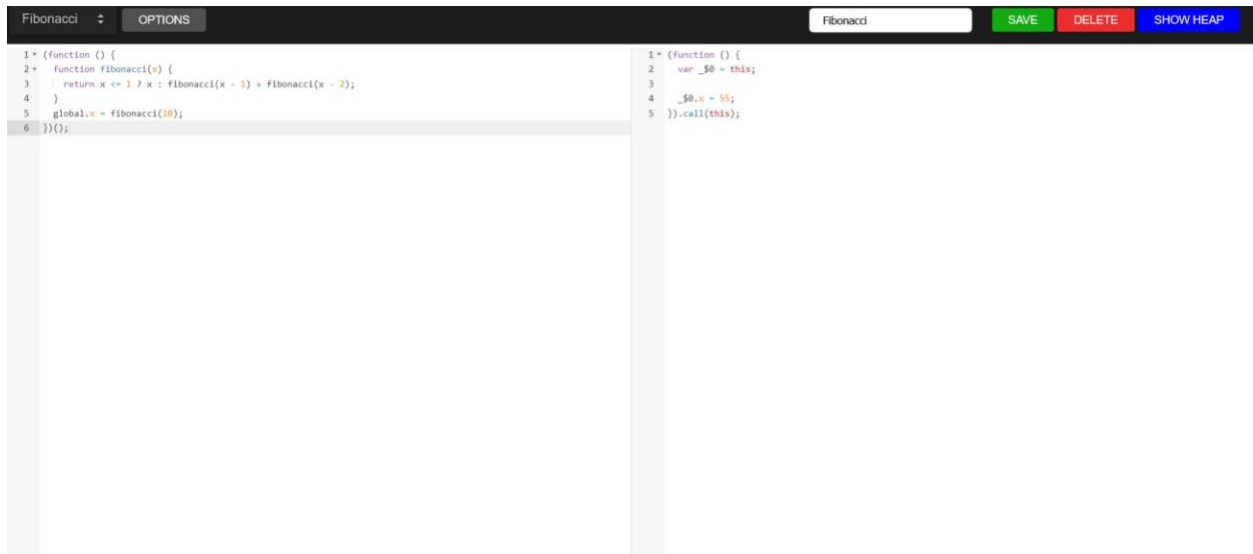 Fibonacci OPTIONS Fibonacci SAVE DELETE SHOW HEAP
1 (function () {
2 function fibonacci(x) {
3 return x <= 1 ? x : fibonacci(x - 1) + fibonacci(x - 2);
4 }
5 global.x = fibonacci(10);
6 })();
1 (function () {
2 var _$0 = this;
3
4 _$0.x = 55;
5 }).call(this);